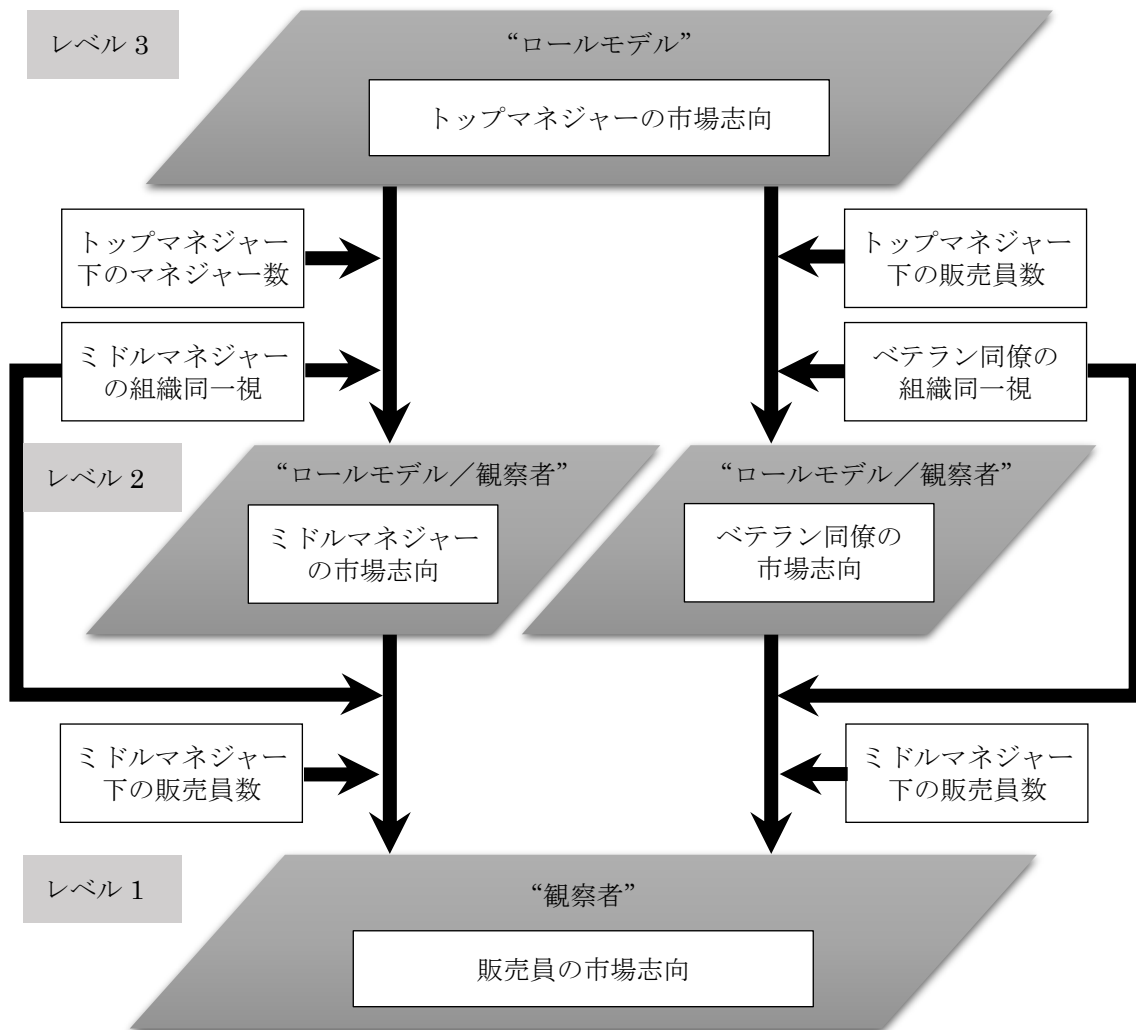 レベル 3
“ロールモデル”
トップマネジャーの市場志向
トップマネジャー
下のマネジャー数
トップマネジャー
下の販売員数
ミドルマネジャー
の組織同一視
ベテラン同僚の
組織同一視
レベル 2
“ロールモデル／観察者”
ミドルマネジャー
の市場志向
“ロールモデル／観察者”
ベテラン同僚の
市場志向
ミドルマネジャー
下の販売員数
ミドルマネジャー
下の販売員数
レベル 1
“観察者”
販売員の市場志向